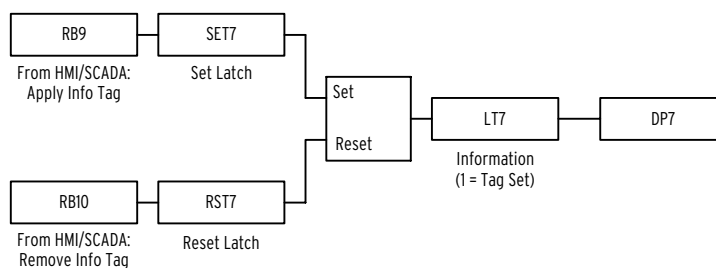 RB9
SET7
From HMI/SCADA:
Apply Info Tag
Set Latch
Set
Reset
LT7
DP7
Information
(1 = Tag Set)
RB10
RST7
From HMI/SCADA:
Remove Info Tag
Reset Latch